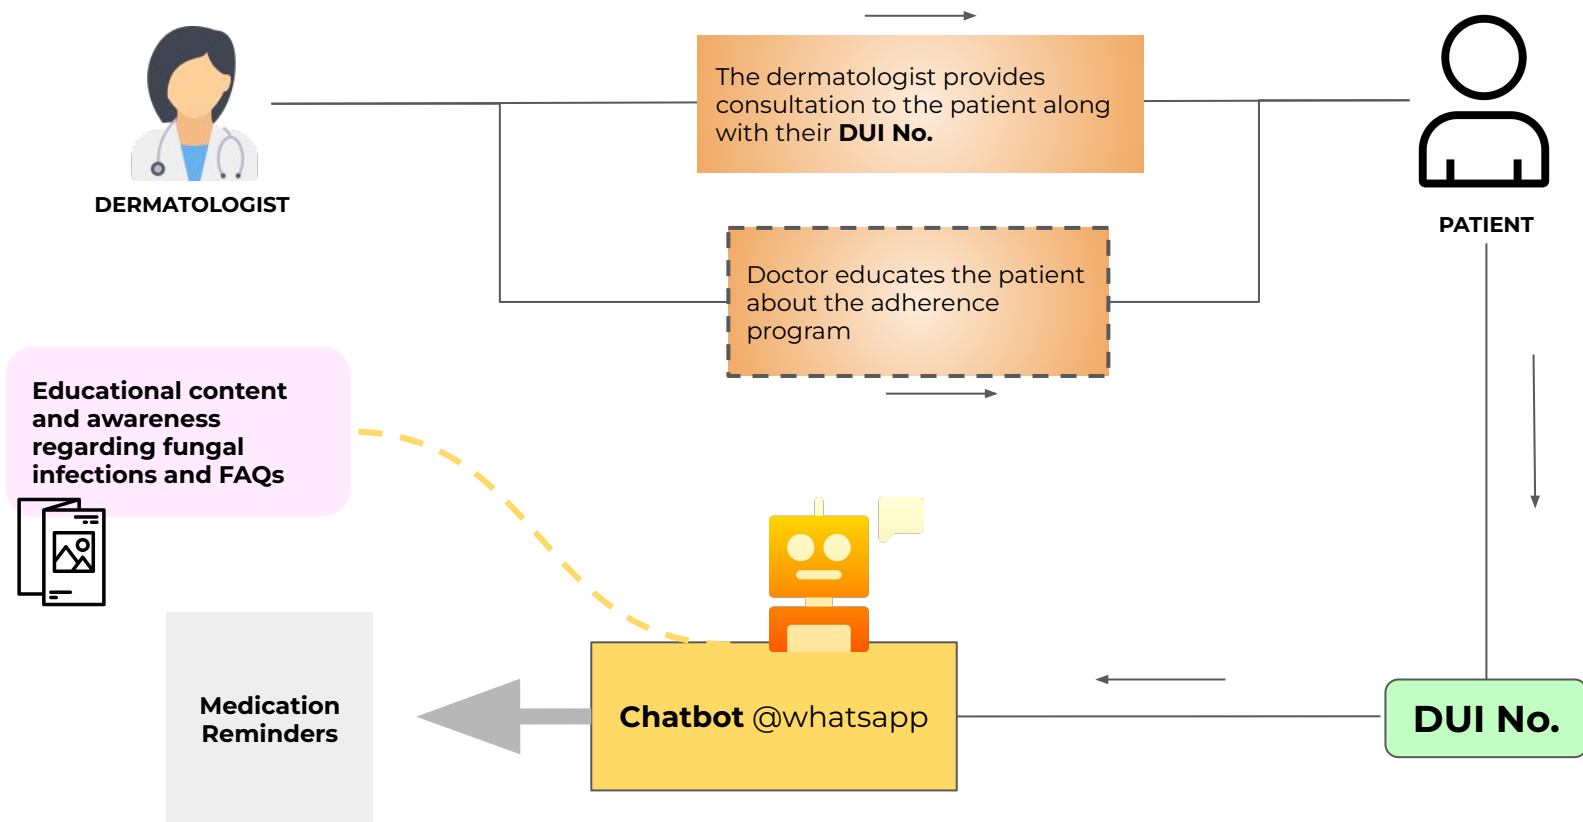 The dermatologist provides
consultation to the patient along
with their DUI No.
DERMATOLOGIST
PATIENT
Doctor educates the patient
about the adherence
program
Educational content
and awareness
regarding fungal
infections and FAQs
Medication
Reminders
Chatbot @whatsapp
DUI No.